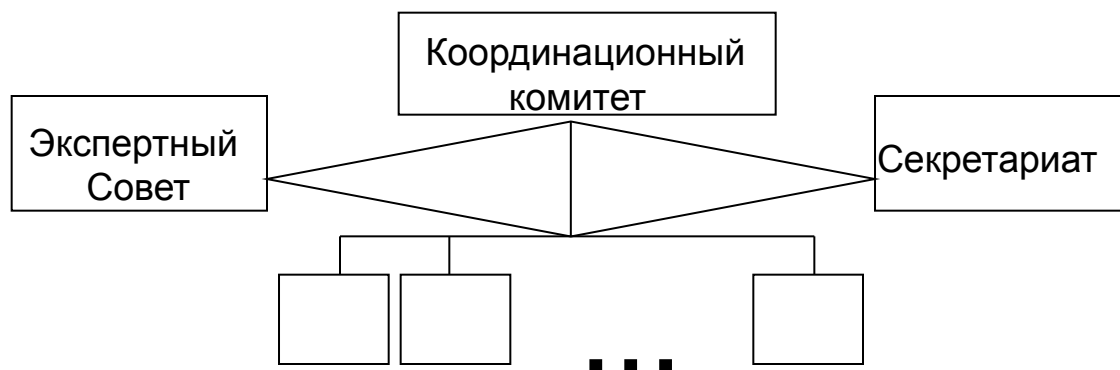 Координационный
комитет
Экспертный
Совет
Секретариат
...